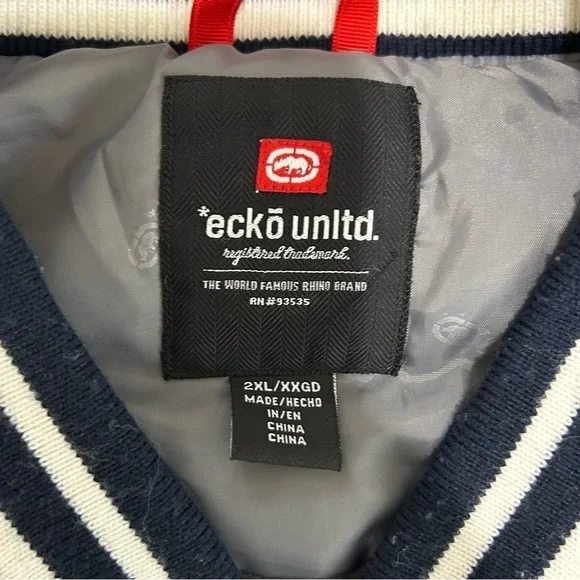 *eckō unltd.
registered trademark.
THE WORLD FAMOUS RHINO BRAND
RN#93535
2XL/XXGD
MADE/HECHO
IN/EN
CHINA
CHINA